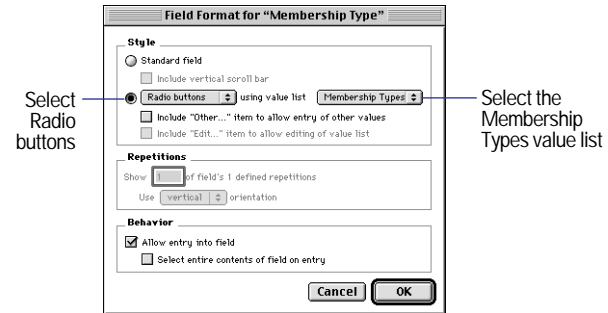 Field Format for “Membership Type”
Style
Standard field
Include vertical scroll bar
Radio buttons using value list Membership Types
Include "Other..." item to allow entry of other values
Include "Edit..." item to allow editing of value list
Select
Radio
buttons
Select the
Membership
Types value list
Repetitions
Show 1 of field's 1 defined repetitions
Use vertical orientation
Behavior
Allow entry into field
Select entire contents of field on entry
Cancel OK